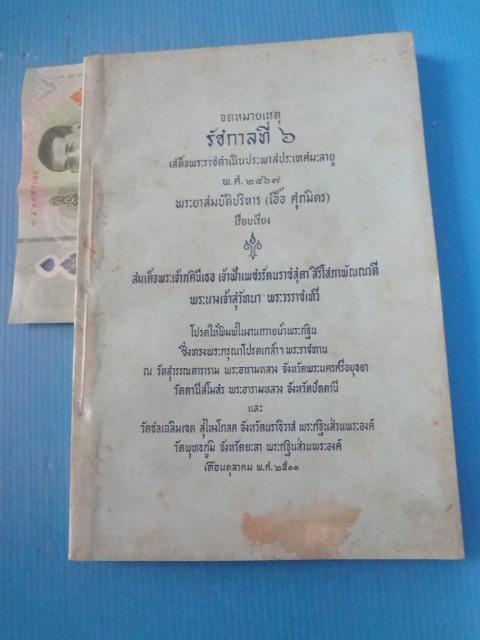 จดหมายเหตุ
รัชกาลที่ ๖
เสด็จพระราชดำเนินประพาสประเทศมะลายู
พ.ศ. ๒๔๖๗
พระยาสมบัติบริหาร (เอื้อ ศุภมิตร)
เรียบเรียง
สมเด็จพระเจ้าภคินีเธอ เจ้าฟ้าเพชรรัตนราชสุดา สิริโสภาพัณณวดี
พระนางเจ้าสุวัทนา พระวรราชเทวี
โปรดให้พิมพ์ในงานถวายผ้าพระกฐิน
ซึ่งทรงพระกรุณาโปรดเกล้าฯ พระราชทาน
ณ วัดสุวรรณดาราราม พระอารามหลวง จังหวัดพระนครศรีอยุธยา
วัดตานีสโมสร พระอารามหลวง จังหวัดปัตตานี
และ
วัดชลเฉลิมเขต สุไหงโกลค จังหวัดนราธิวาส พระกฐินส่วนพระองค์
วัดพุทธภูมิ จังหวัดยะลา พระกฐินส่วนพระองค์
เดือนตุลาคม พ.ศ. ๒๕๑๑